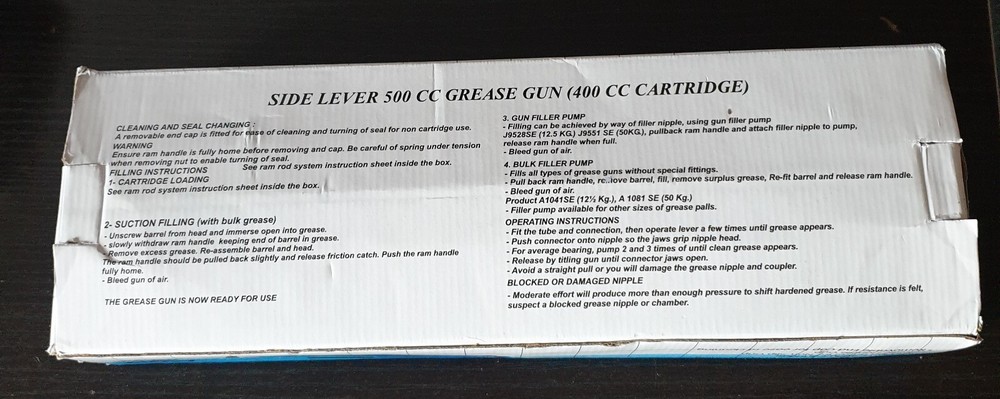 SIDE LEVER 500 CC GREASE GUN (400 CC CARTRIDGE)
CLEANING AND SEAL CHANGING :
A removable end cap is fitted for ease of cleaning and turning of seal for non cartridge use.
WARNING
Ensure ram handle is fully home before removing and cap. Be careful of spring under tension
when removing nut to enable turning of seal.
FILLING INSTRUCTIONS See ram rod system instruction sheet inside the box.
1- CARTRIDGE LOADING
See ram rod system instruction sheet inside the box.
2- SUCTION FILLING (with bulk grease)
- Unscrew barrel from head and immerse open into grease.
- slowly withdraw ram handle keeping end of barrel in grease.
- Remove excess grease. Re-assemble barrel and head.
The ram handle should be pulled back slightly and release friction catch. Push the ram handle
fully home.
- Bleed gun of air.
THE GREASE GUN IS NOW READY FOR USE
3. GUN FILLER PUMP
- Filling can be achieved by way of filler nipple, using gun filler pump
J9528SE (12.5 KG.) J9551 SE (50KG.), pullback ram handle and attach filler nipple to pump,
release ram handle when full.
- Bleed gun of air.
4. BULK FILLER PUMP
- Fills all types of grease guns without special fittings.
- Pull back ram handle, remove barrel, fill, remove surplus grease, Re-fit barrel and release ram handle.
- Bleed gun of air.
Product A1041SE (12½ Kg.), A 1081 SE (50 Kg.)
- Filler pump available for other sizes of grease palls.
OPERATING INSTRUCTIONS
- Fit the tube and connection, then operate lever a few times until grease appears.
- Push connector onto nipple so the jaws grip nipple head.
- For average bearing, pump 2 and 3 times of until clean grease appears.
- Release by titling gun until connector jaws open.
- Avoid a straight pull or you will damage the grease nipple and coupler.
BLOCKED OR DAMAGED NIPPLE
- Moderate effort will produce more than enough pressure to shift hardened grease. If resistance is felt,
suspect a blocked grease nipple or chamber.